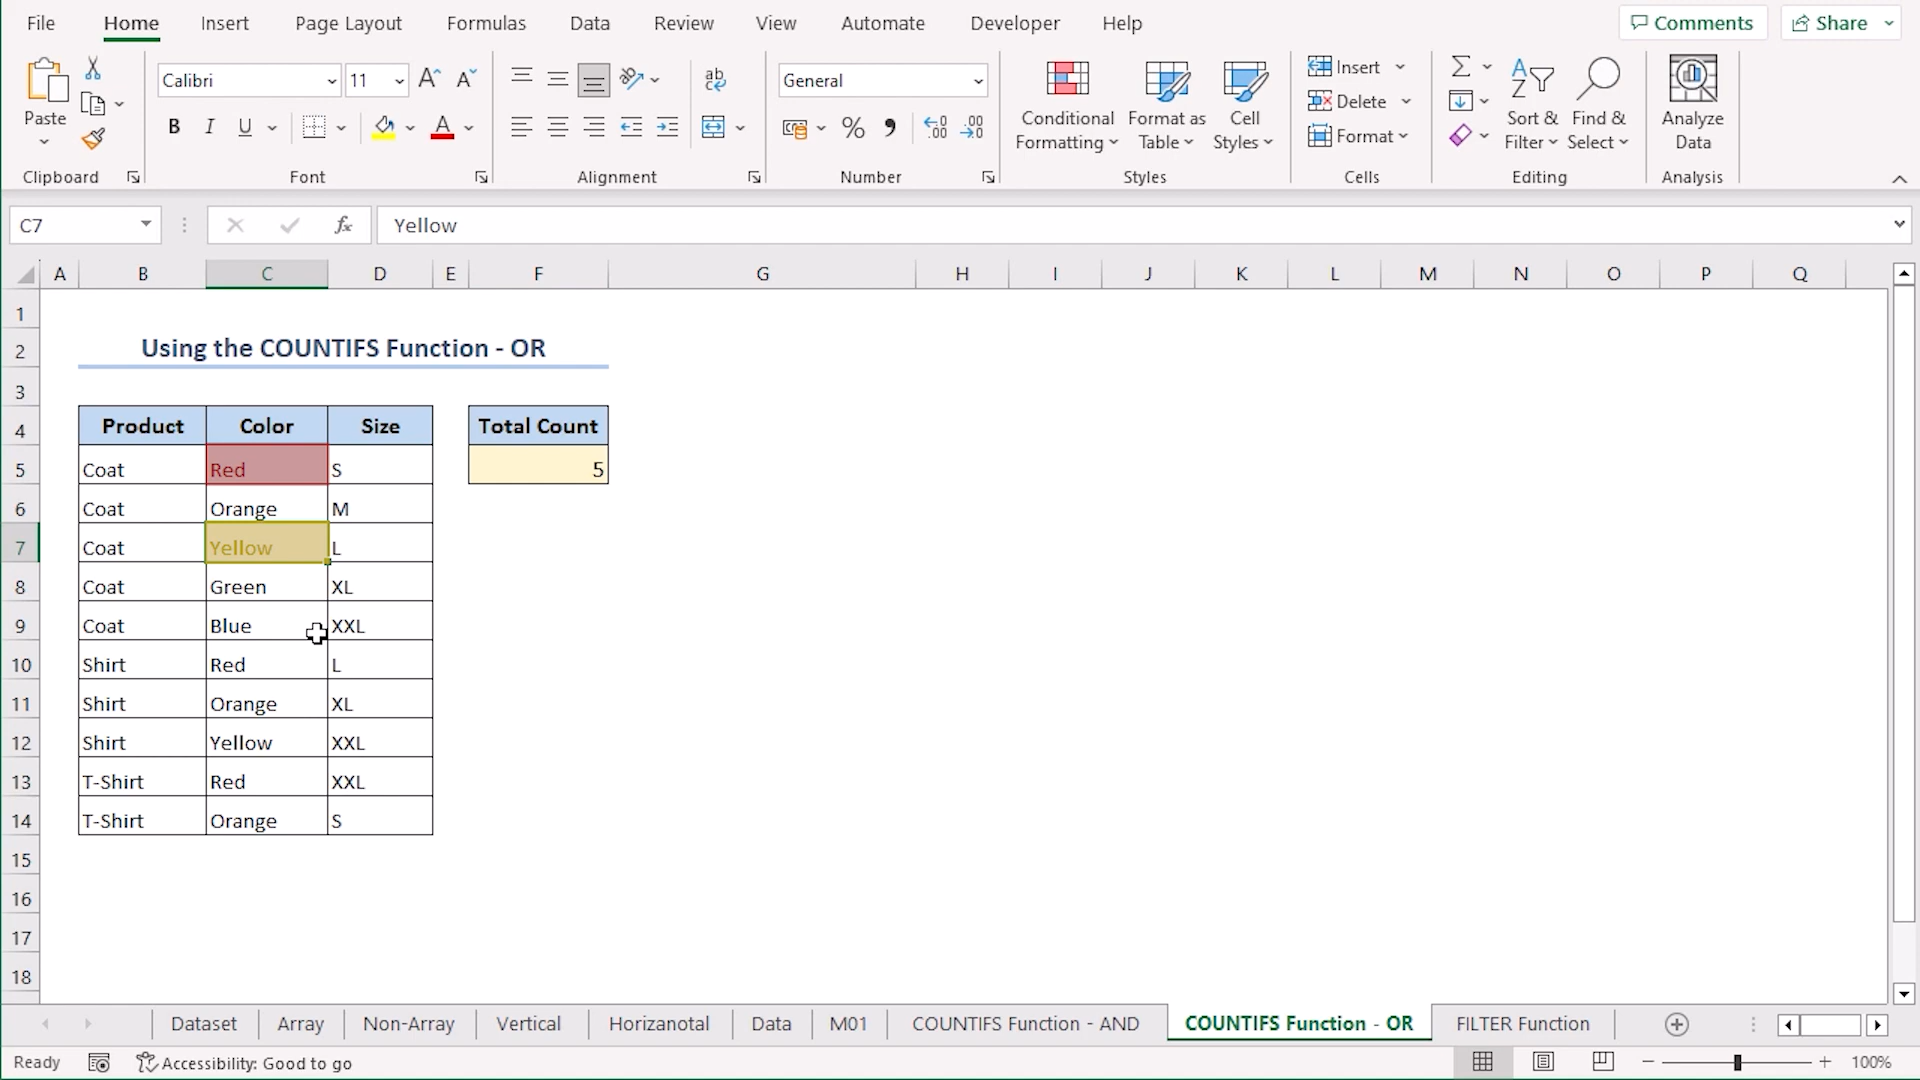 File Home Insert Page Layout Formulas Data Review View Automate Developer Help Comments Share
Calibri 11 General
Paste
B I U A
Conditional Formatting
Format as Table
Cell Styles
Insert
Delete
Format
Sort & Filter
Find & Select
Analyze Data
Clipboard Font Alignment Number Styles Cells Editing Analysis
C7 fx Yellow
A B C D E F G H I J K L M N O P Q
1
2 Using the COUNTIFS Function - OR
3
4 Product Color Size Total Count
5 Coat Red S 5
6 Coat Orange M
7 Coat Yellow L
8 Coat Green XL
9 Coat Blue XXL
10 Shirt Red L
11 Shirt Orange XL
12 Shirt Yellow XXL
13 T-Shirt Red XXL
14 T-Shirt Orange S
15
16
17
18
Dataset Array Non-Array Vertical Horizanotal Data M01 COUNTIFS Function - AND COUNTIFS Function - OR FILTER Function
Ready Accessibility: Good to go 100%